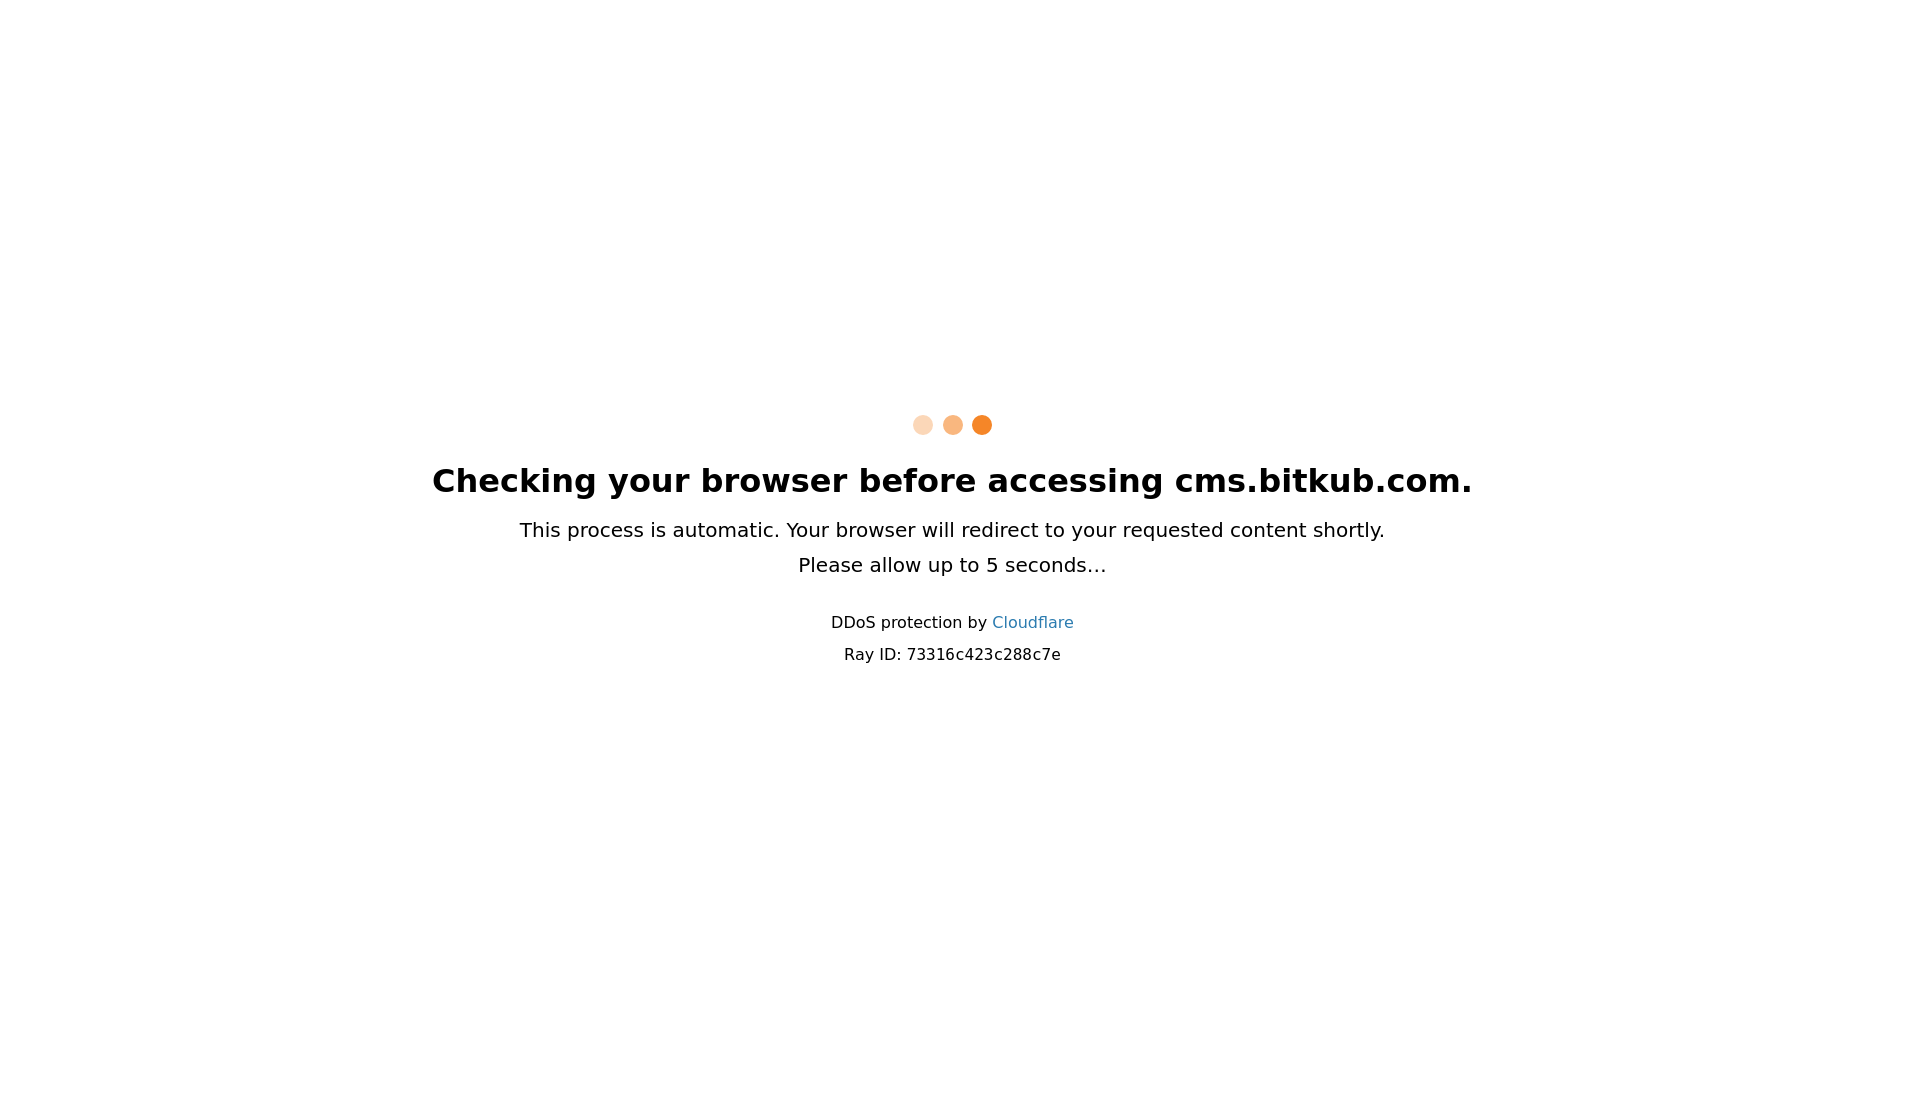 Checking your browser before accessing cms.bitkub.com.
This process is automatic. Your browser will redirect to your requested content shortly.
Please allow up to 5 seconds…
DDoS protection by Cloudflare
Ray ID: 73316c423c288c7e